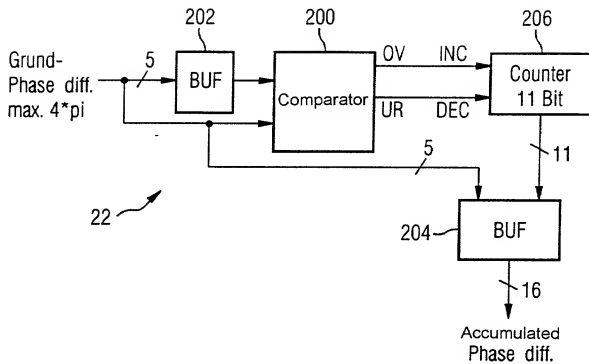 202
200
206
Grund-
Phase diff.
max. 4*pi
5
BUF
Comparator
OV
INC
UR
DEC
Counter
11 Bit
5
11
22
204
BUF
16
Accumulated
Phase diff.